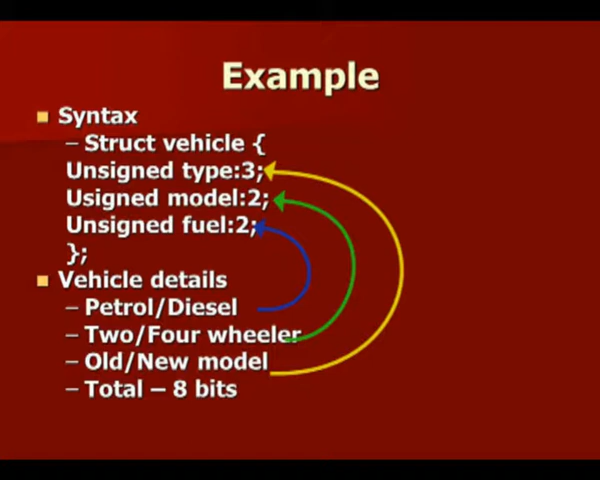 Example
Syntax
– Struct vehicle {
Unsigned type:3;
Usigned model:2;
Unsigned fuel:2;
};
Vehicle details
– Petrol/Diesel
– Two/Four wheeler
– Old/New model
– Total – 8 bits